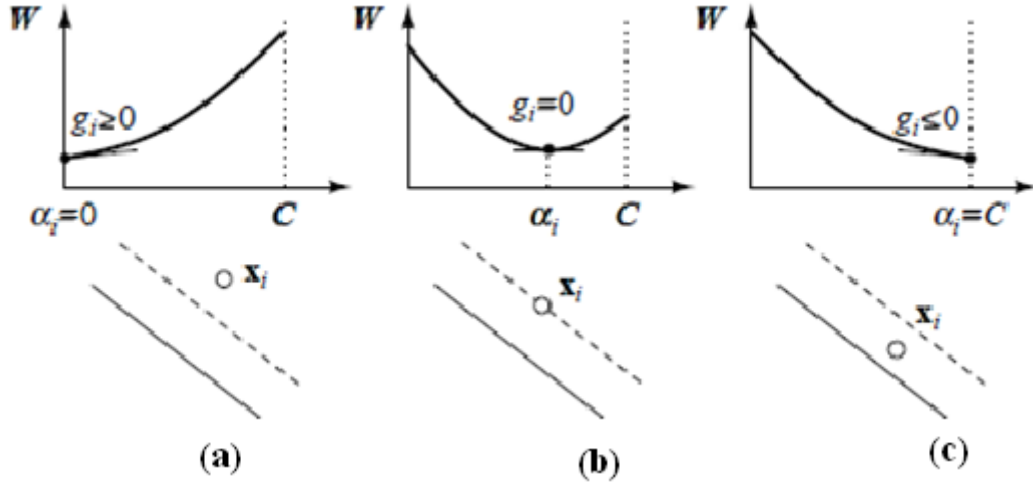 W W W
gᵢ≥0 gᵢ=0 gᵢ≤0
αᵢ=0 C αᵢ C αᵢ=C
xᵢ xᵢ xᵢ
(a) (b) (c)